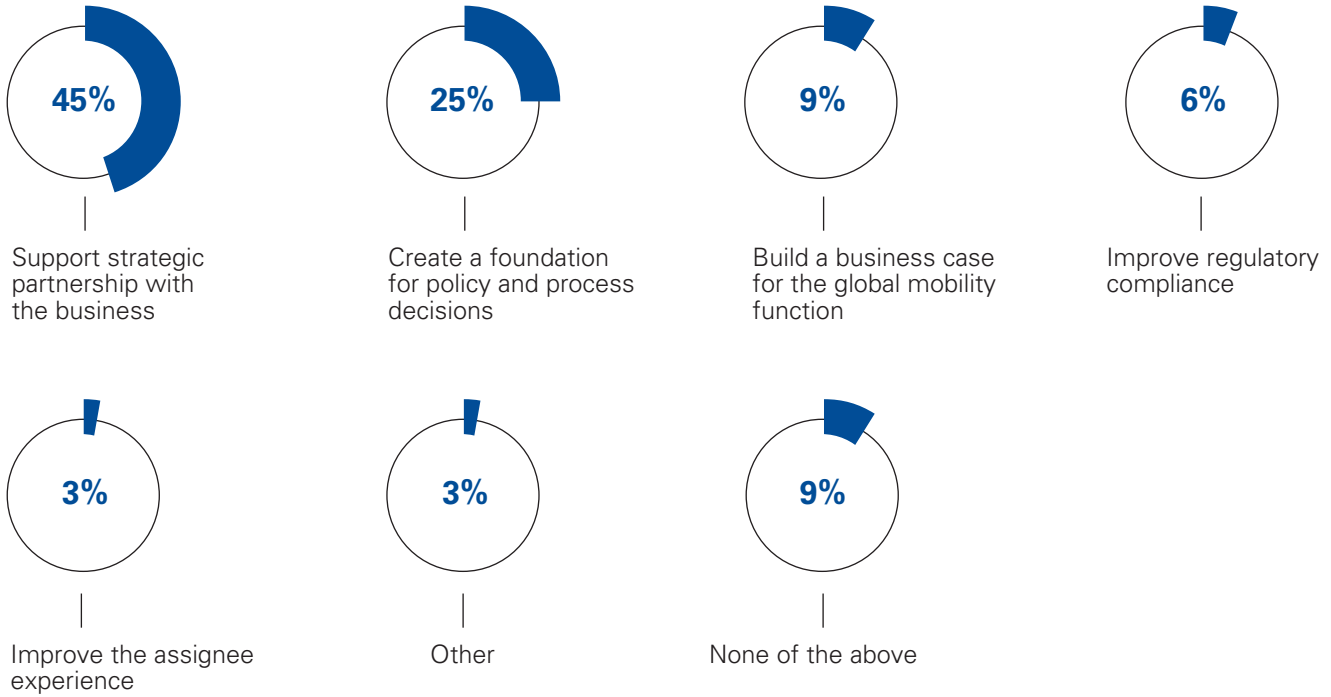 45%
25%
9%
6%
Support strategic
partnership with
the business
Create a foundation
for policy and process
decisions
Build a business case
for the global mobility
function
Improve regulatory
compliance
3%
3%
9%
Improve the assignee
experience
Other
None of the above